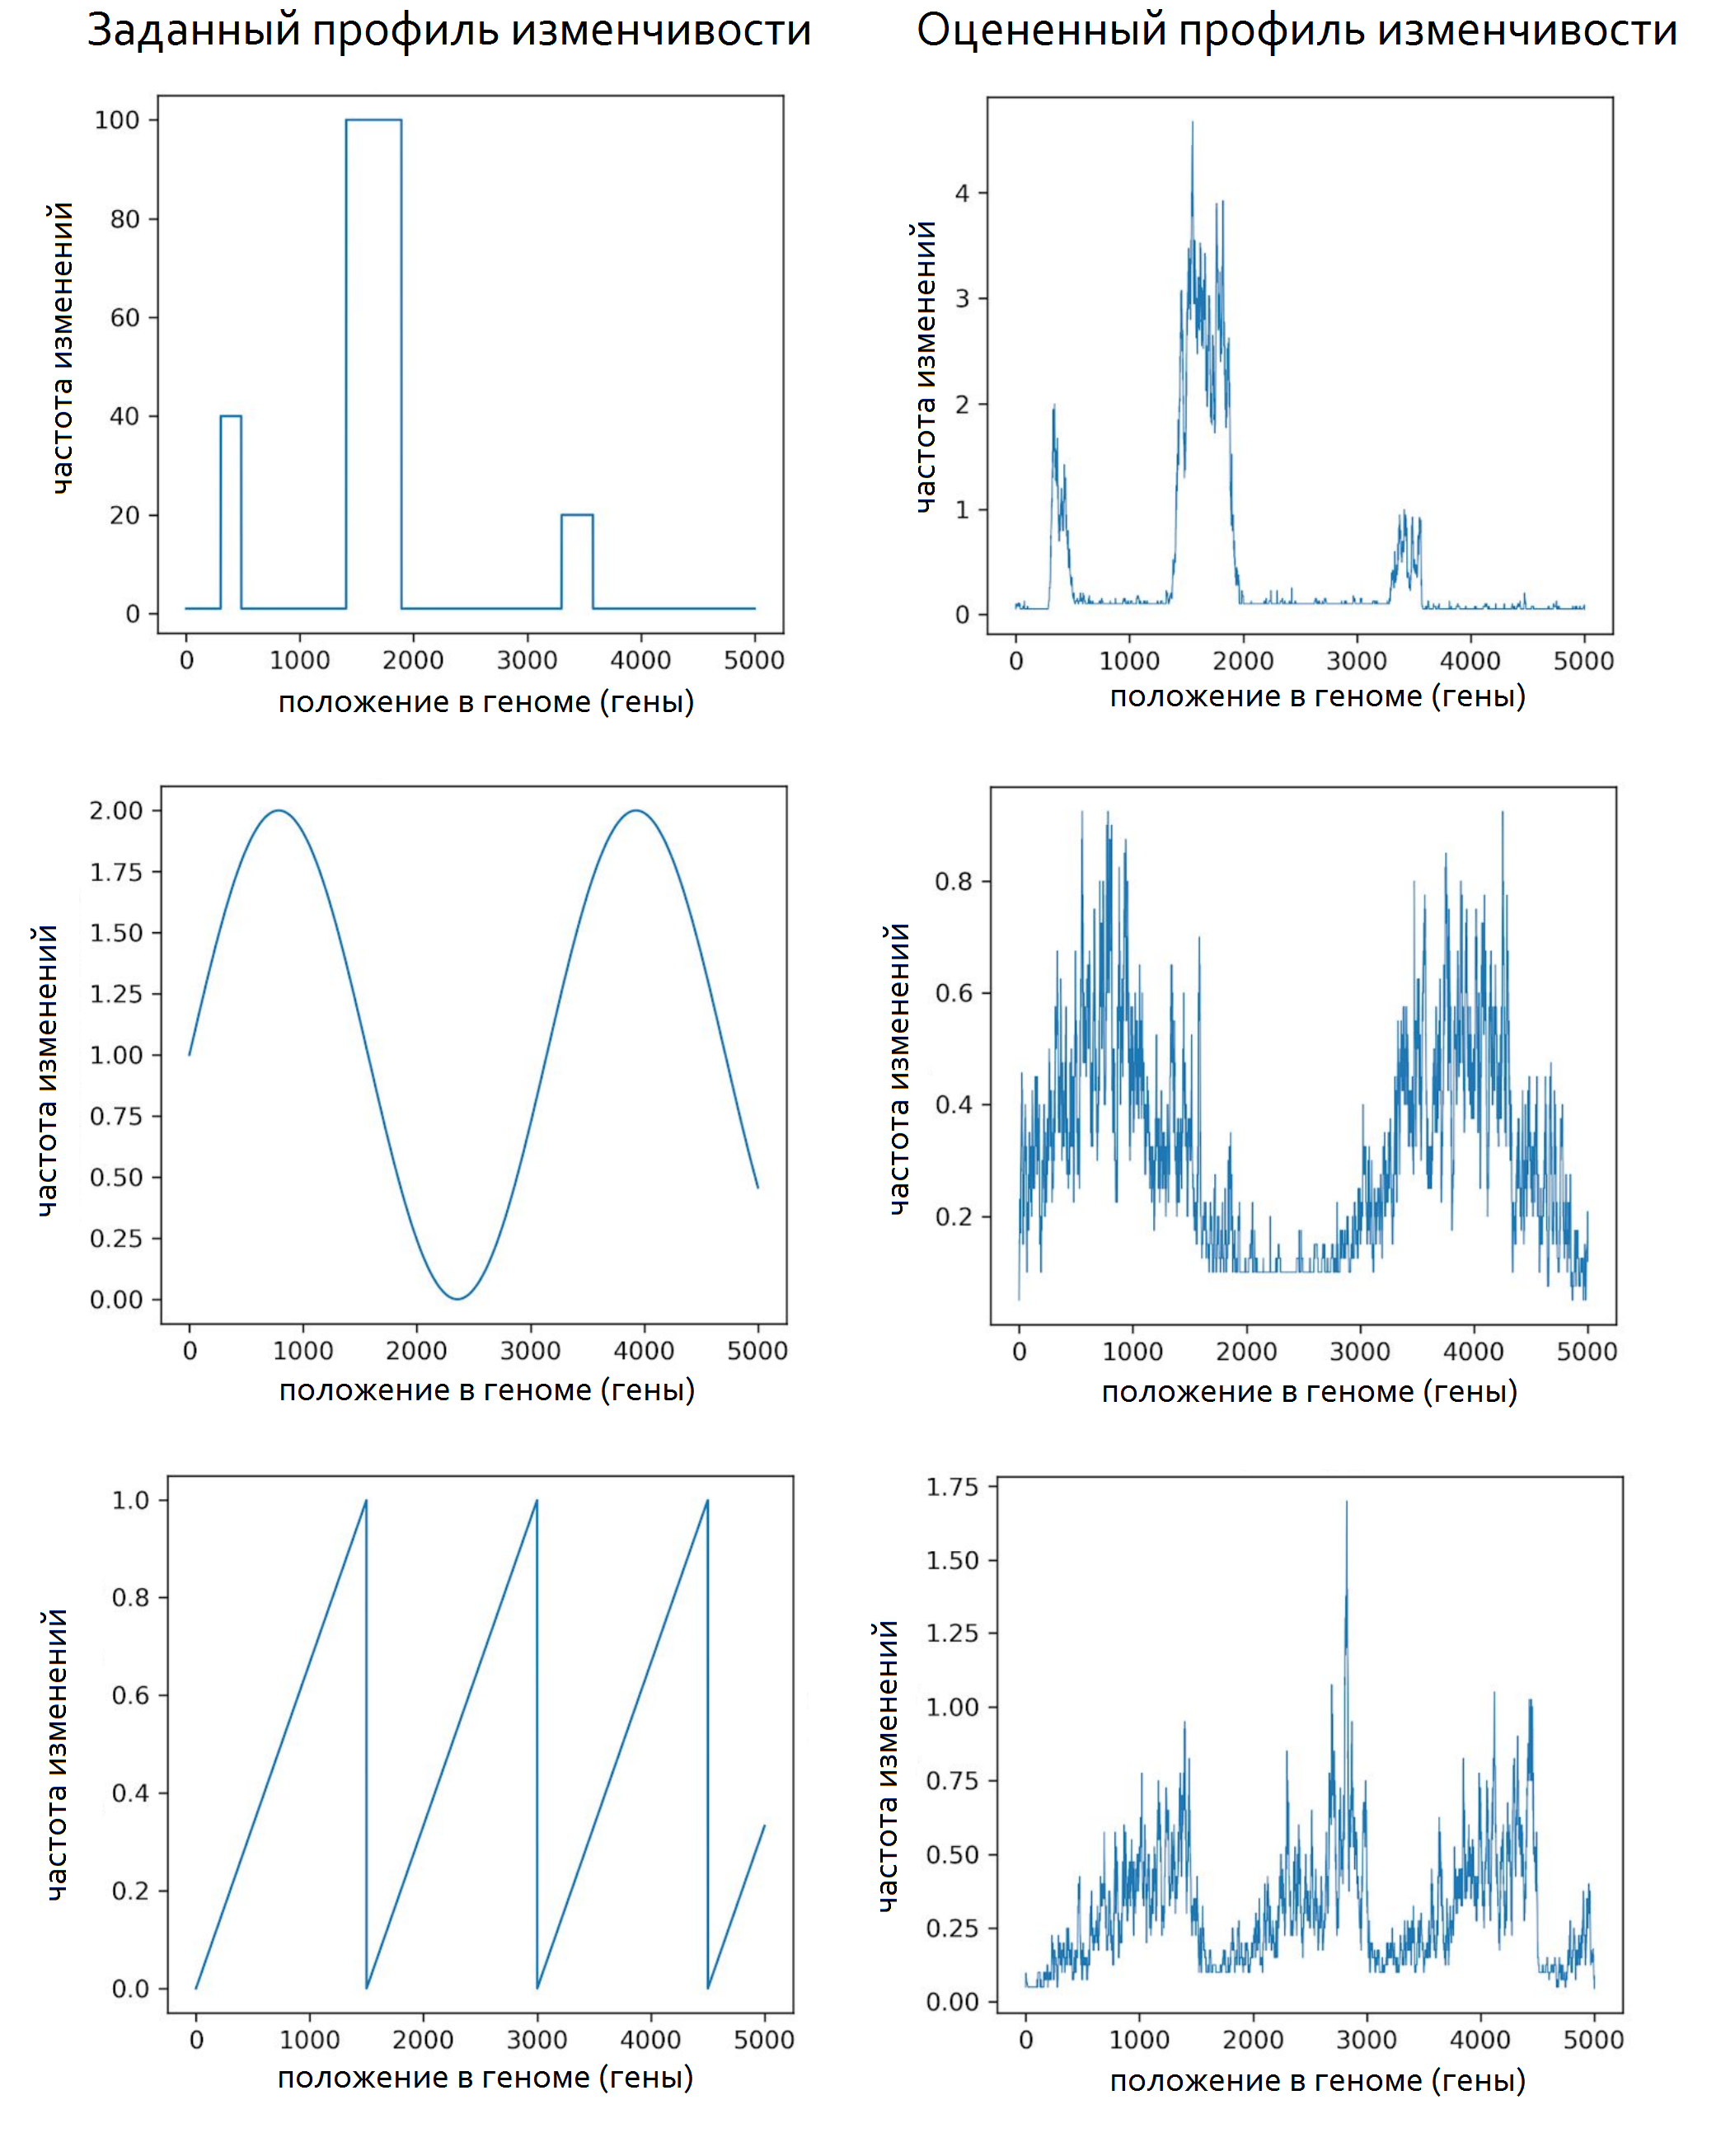 Заданный профиль изменчивости
Оцененный профиль изменчивости
частота изменений
100
80
60
40
20
0
0 1000 2000 3000 4000 5000
положение в геноме (гены)
частота изменений
4
3
2
1
0
0 1000 2000 3000 4000 5000
положение в геноме (гены)
частота изменений
2.00
1.75
1.50
1.25
1.00
0.75
0.50
0.25
0.00
0 1000 2000 3000 4000 5000
положение в геноме (гены)
частота изменений
0.8
0.6
0.4
0.2
0 1000 2000 3000 4000 5000
положение в геноме (гены)
частота изменений
1.0
0.8
0.6
0.4
0.2
0.0
0 1000 2000 3000 4000 5000
положение в геноме (гены)
частота изменений
1.75
1.50
1.25
1.00
0.75
0.50
0.25
0.00
0 1000 2000 3000 4000 5000
положение в геноме (гены)